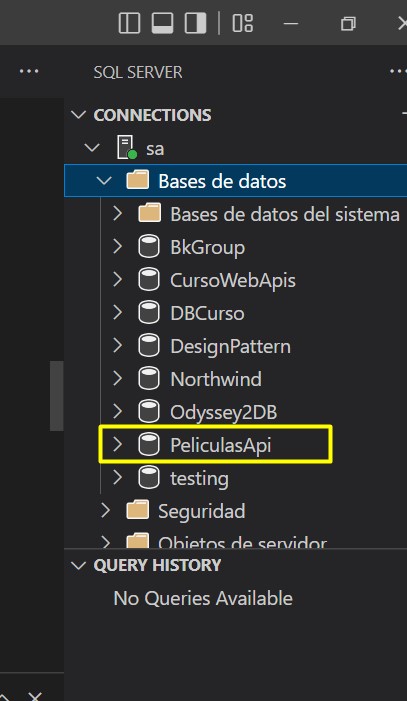 SQL SERVER
CONNECTIONS
sa
Bases de datos
Bases de datos del sistema
BkGroup
CursoWebApis
DBCurso
DesignPattern
Northwind
Odyssey2DB
PeliculasApi
testing
Seguridad
Objetos de servidor
QUERY HISTORY
No Queries Available